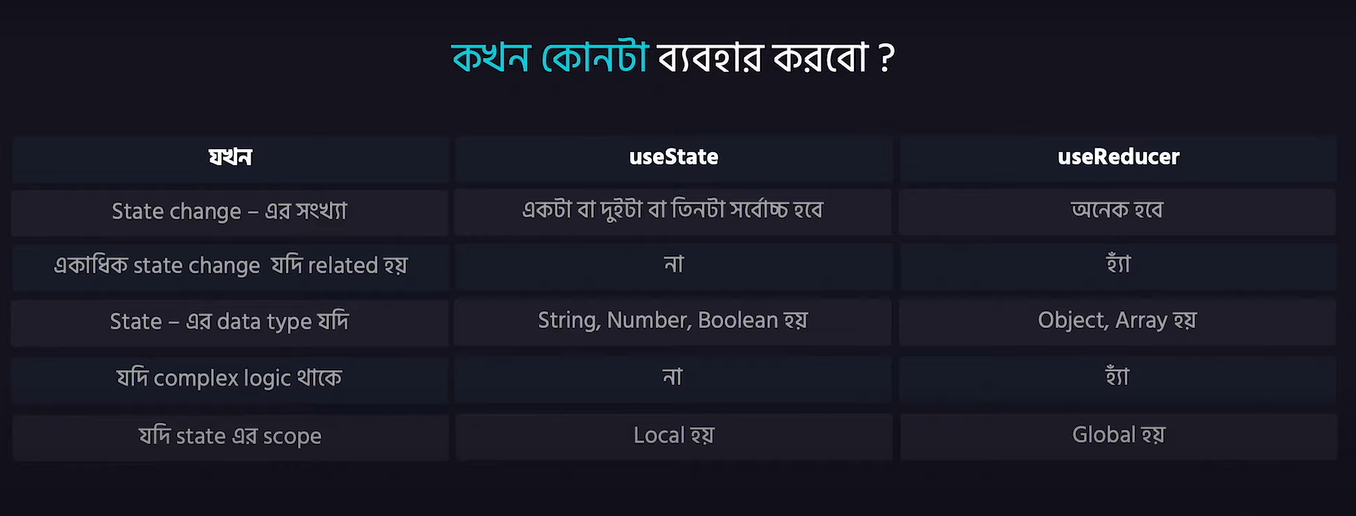 কখন কোনটা ব্যবহার করবো ?
যখন useState useReducer
State change – এর সংখ্যা একটা বা দুইটা বা তিনটা সর্বোচ্চ হবে অনেক হবে
একাধিক state change যদি related হয় না হ্যাঁ
State – এর data type যদি String, Number, Boolean হয় Object, Array হয়
যদি complex logic থাকে না হ্যাঁ
যদি state এর scope Local হয় Global হয়